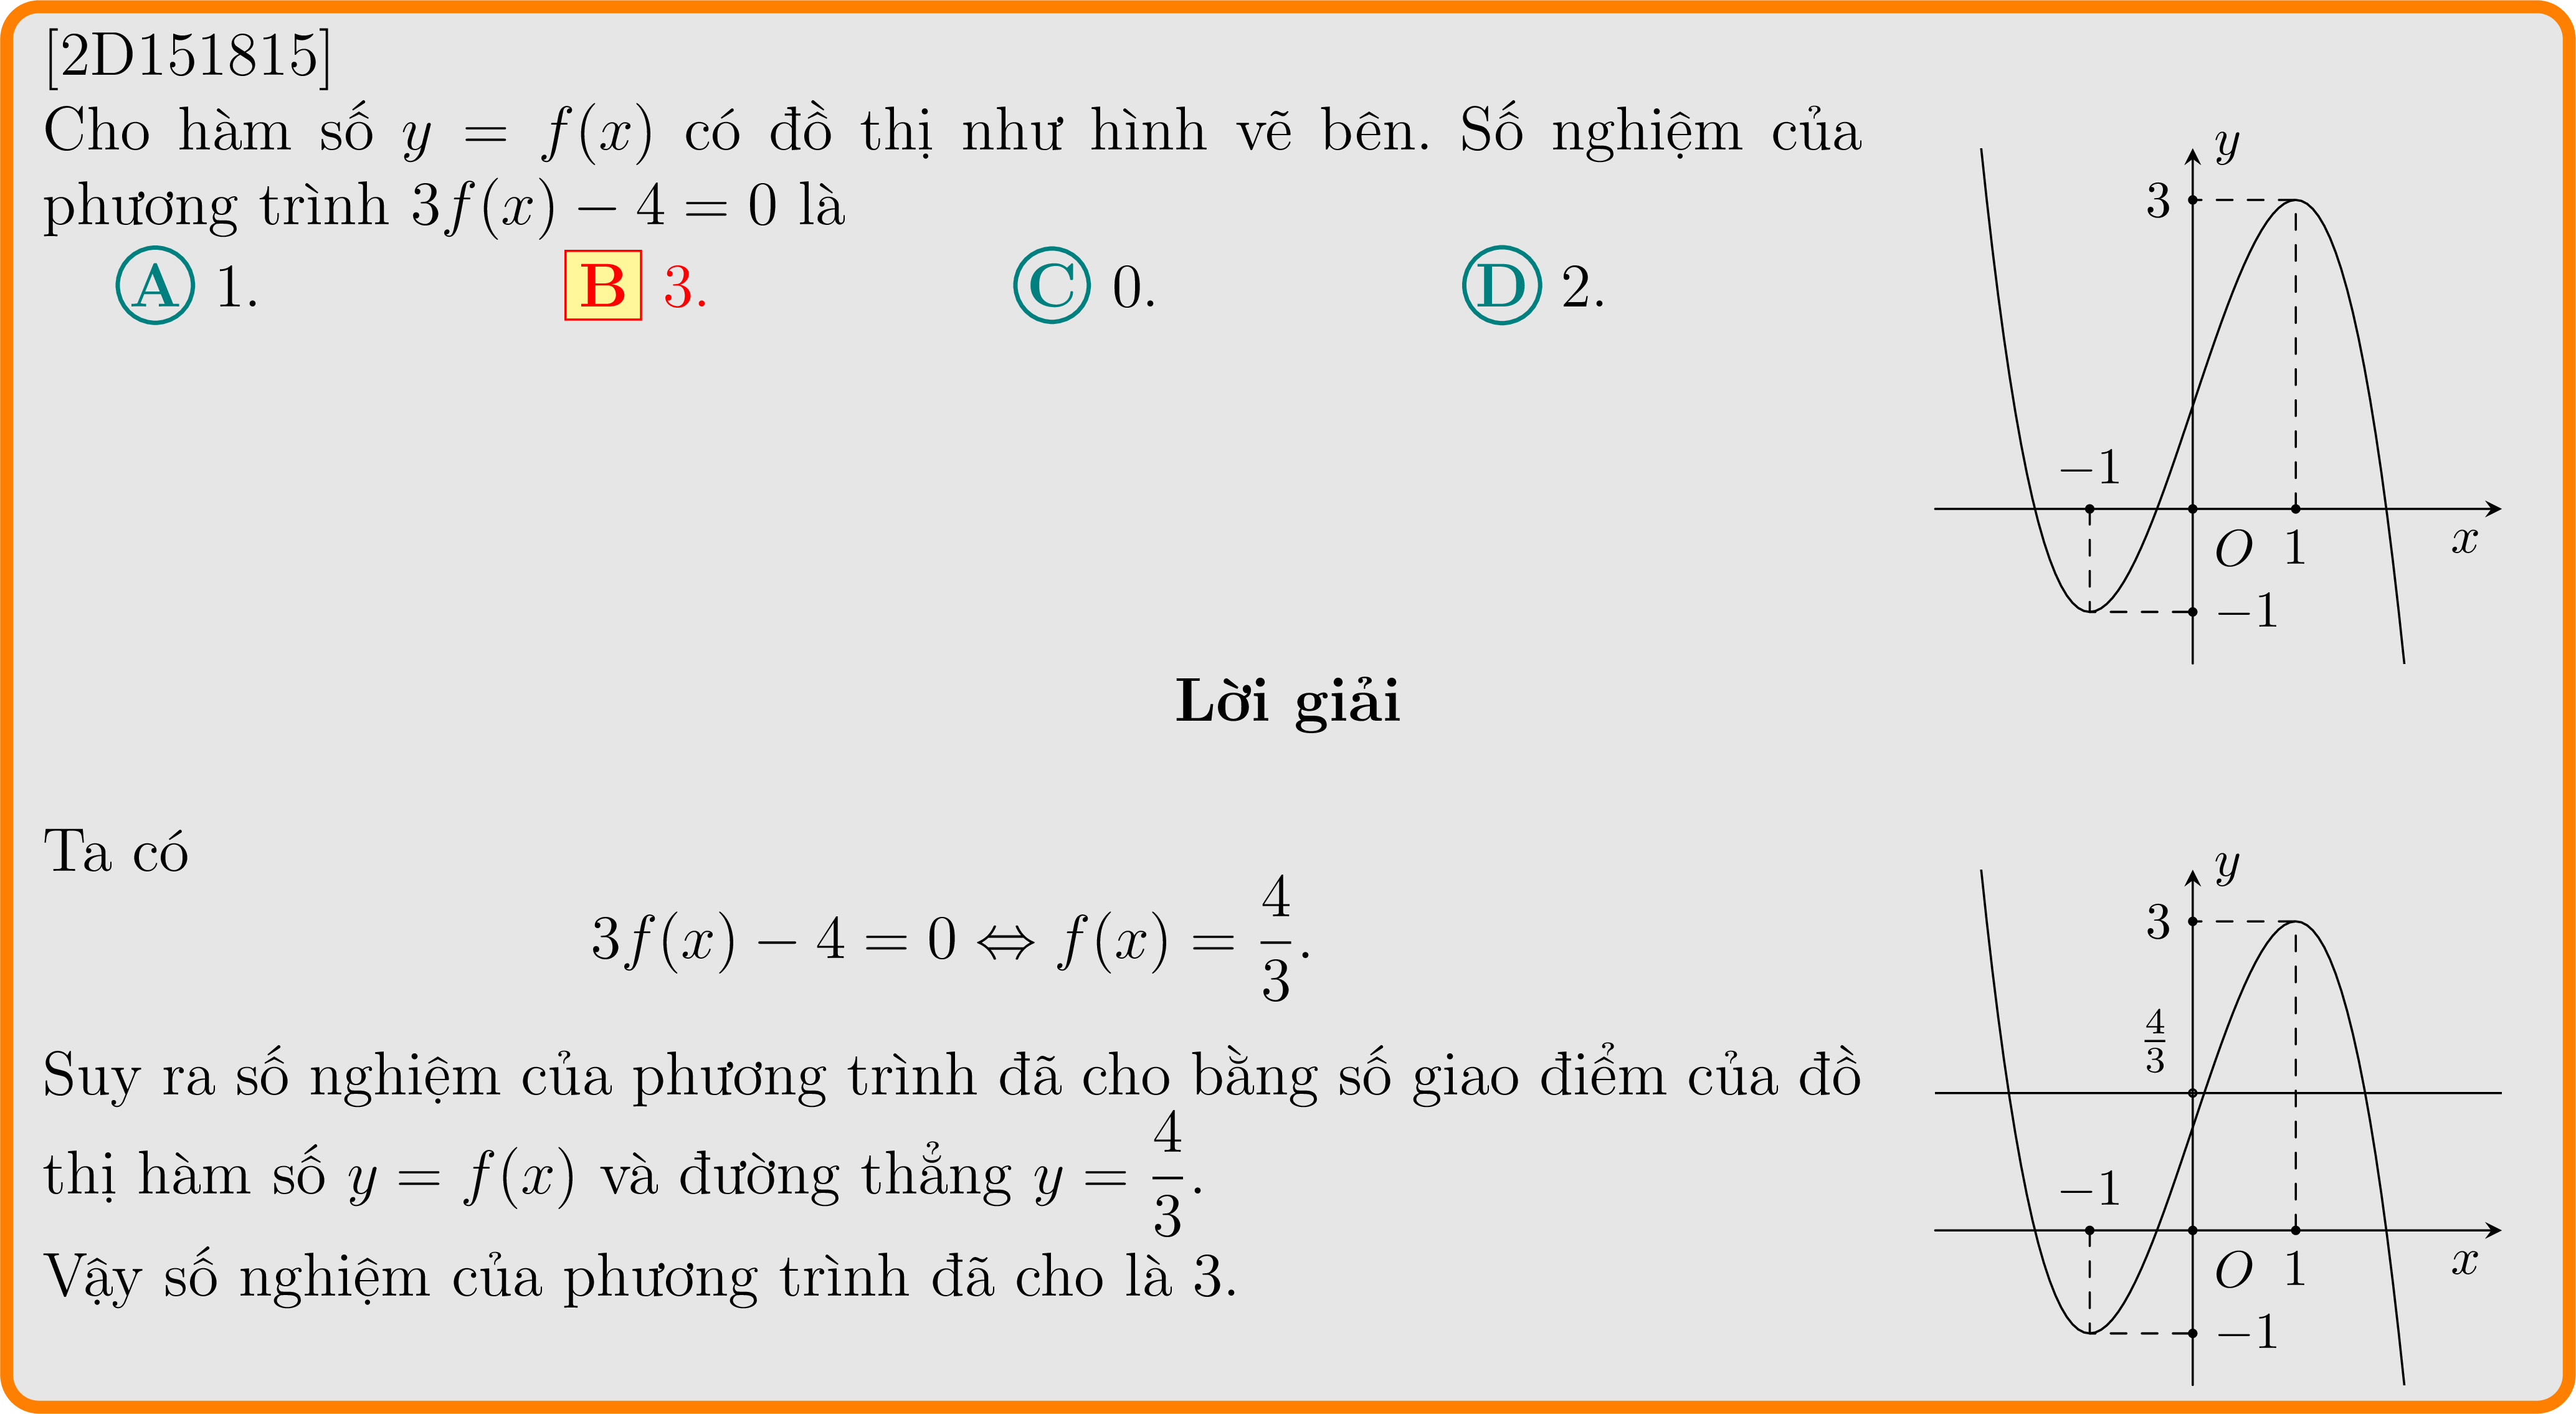 [2D151815]
Cho hàm số y = f(x) có đồ thị như hình vẽ bên. Số nghiệm của
phương trình 3f(x) − 4 = 0 là
A 1. B 3. C 0. D 2.
y
3
−1
O 1 x
−1
Lời giải
Ta có
3f(x) − 4 = 0 ⇔ f(x) = 4/3.
Suy ra số nghiệm của phương trình đã cho bằng số giao điểm của đồ
thị hàm số y = f(x) và đường thẳng y = 4/3.
Vậy số nghiệm của phương trình đã cho là 3.
y
3
4/3
−1
O 1 x
−1